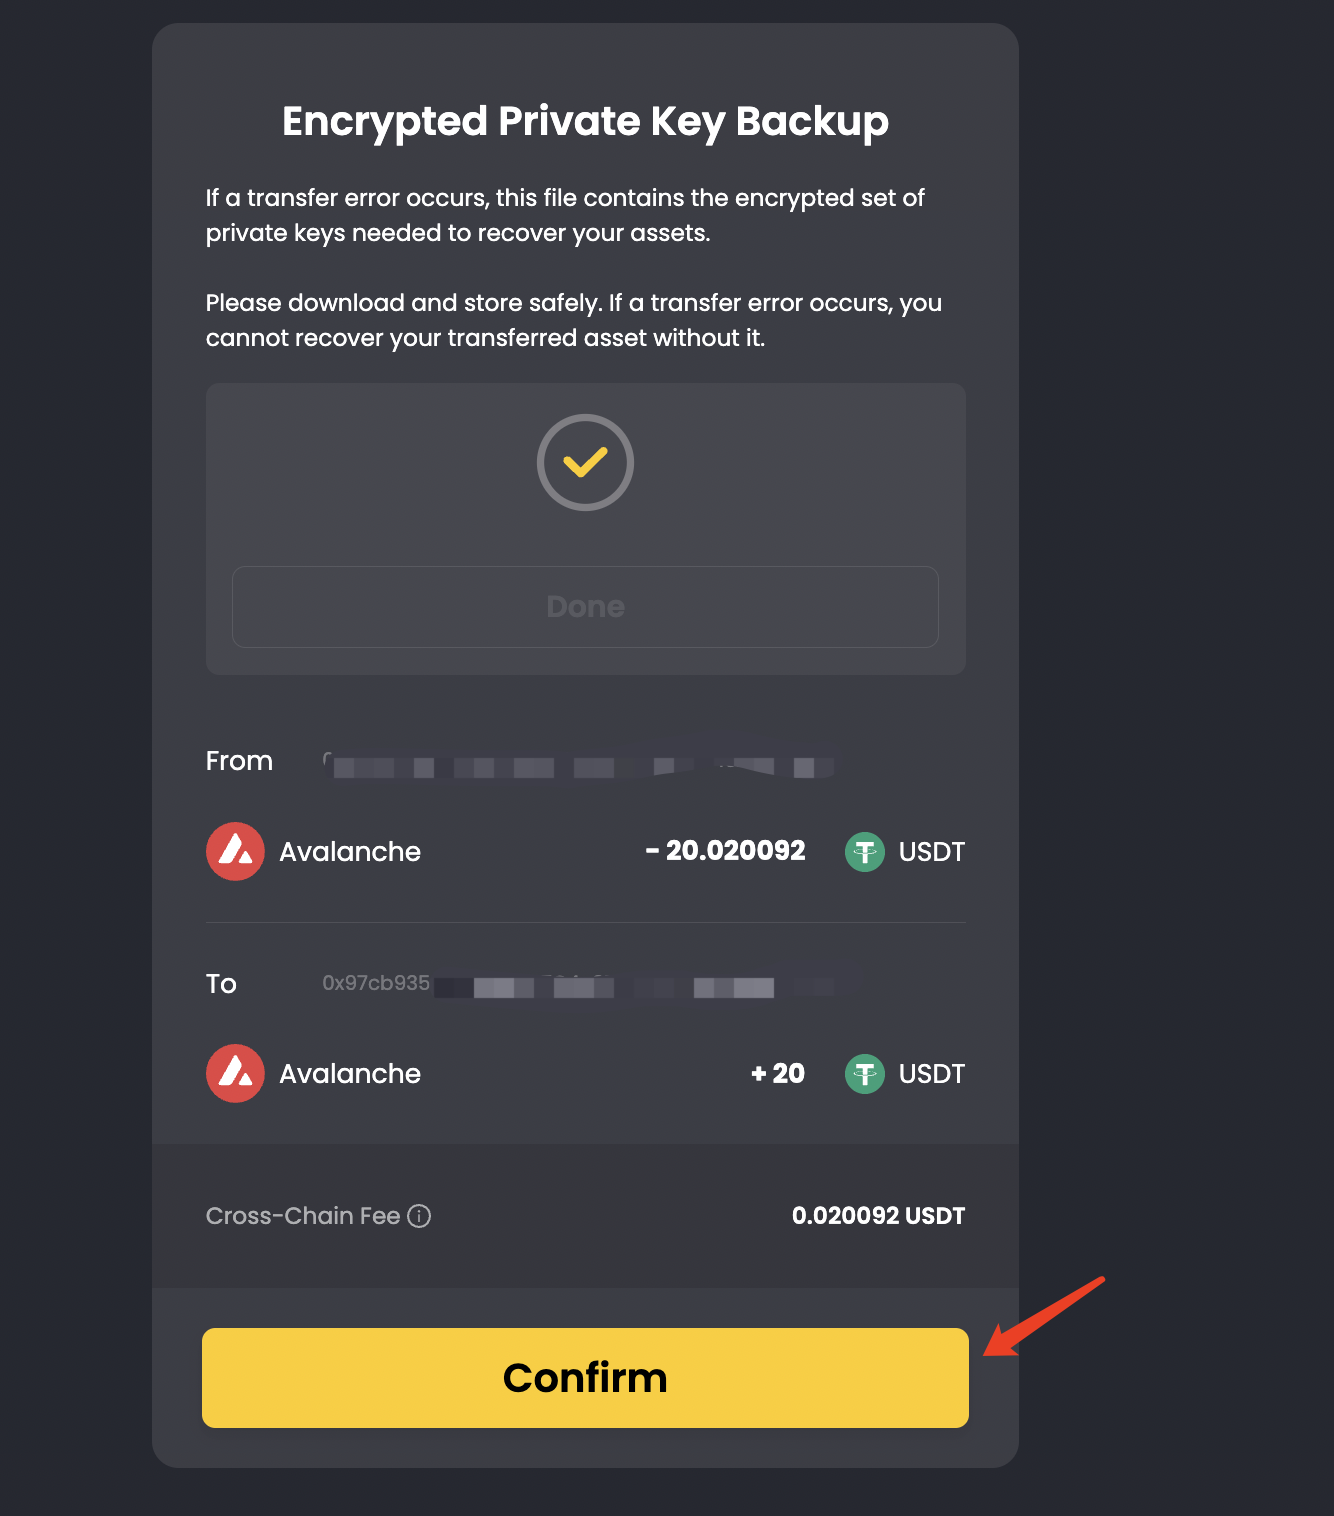 Encrypted Private Key Backup
If a transfer error occurs, this file contains the encrypted set of
private keys needed to recover your assets.
Please download and store safely. If a transfer error occurs, you
cannot recover your transferred asset without it.
Done
From
Avalanche - 20.020092 USDT
To 0x97cb935
Avalanche + 20 USDT
Cross-Chain Fee 0.020092 USDT
Confirm